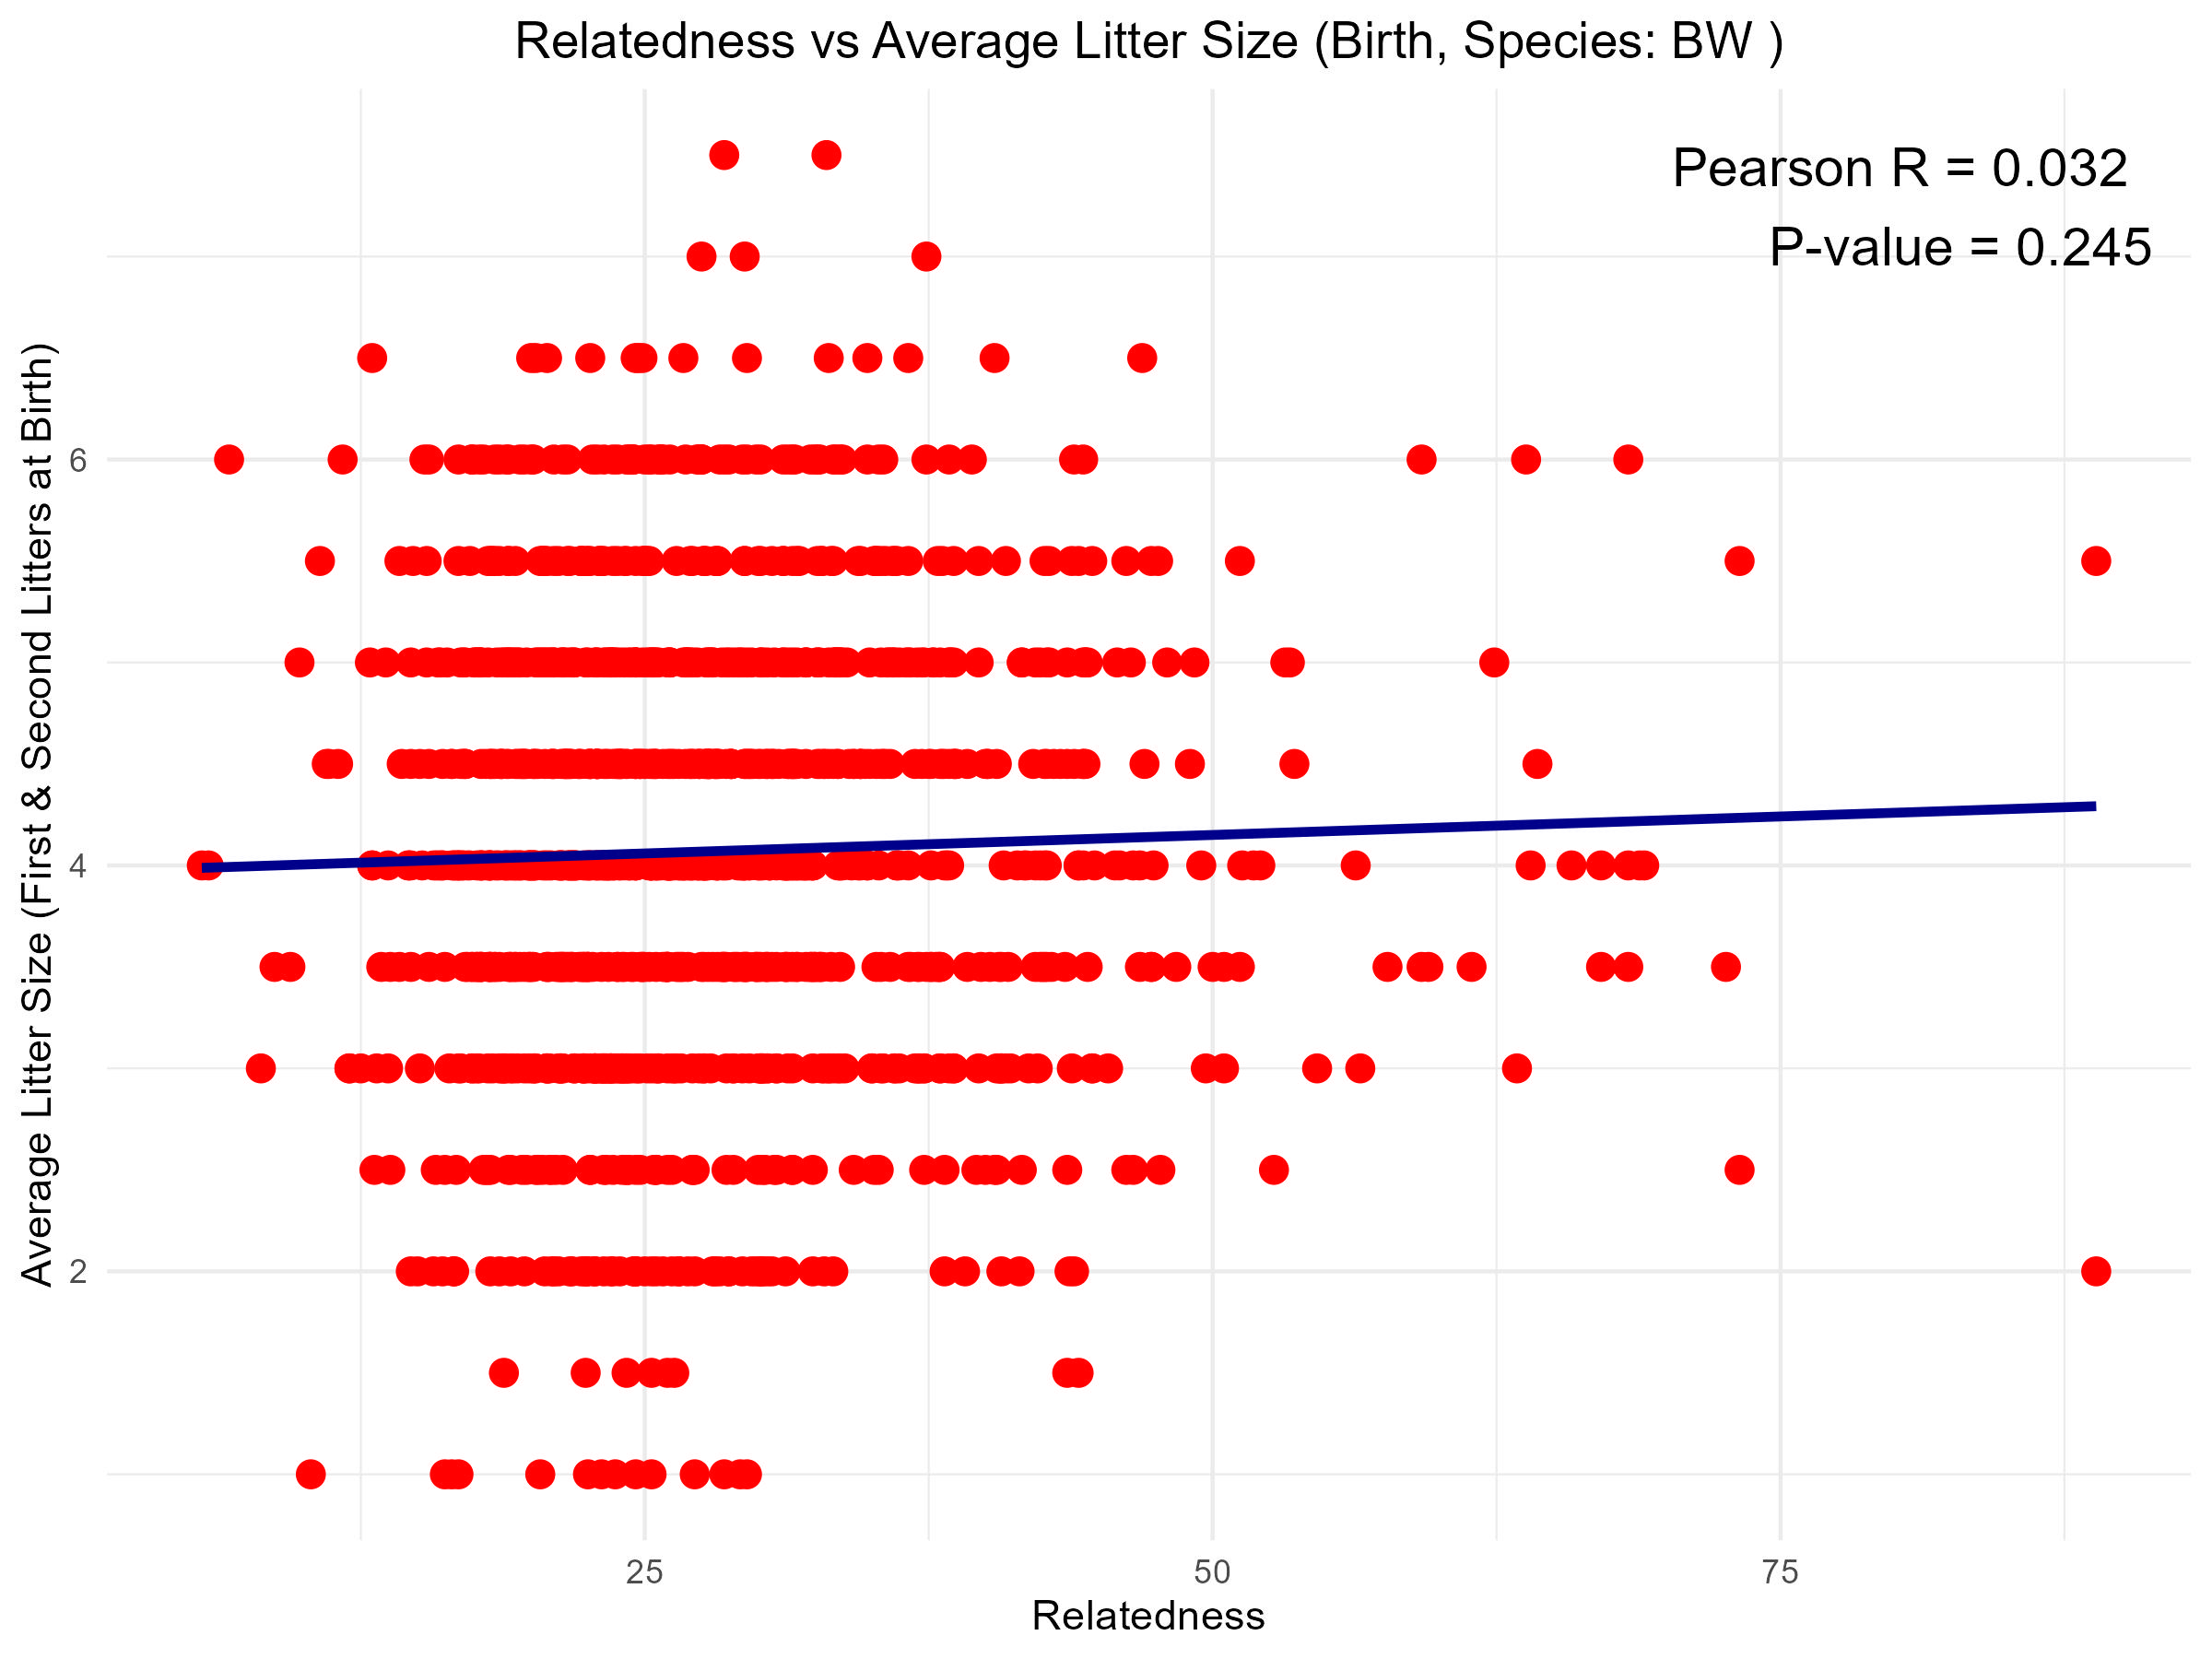 Relatedness vs Average Litter Size (Birth, Species: BW )
Pearson R = 0.032
P-value = 0.245
Average Litter Size (First & Second Litters at Birth)
6
4
2
25
50
75
Relatedness